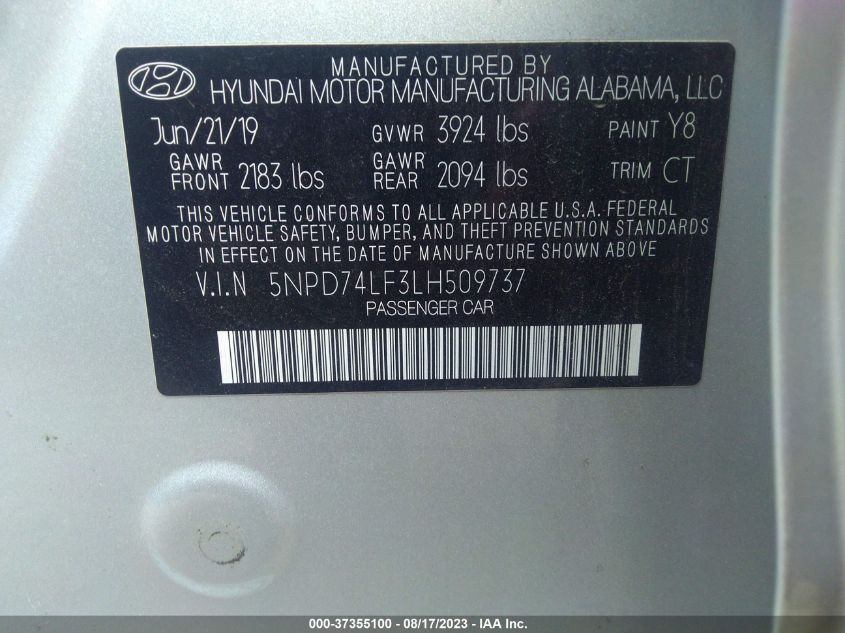 MANUFACTURED BY
HYUNDAI MOTOR MANUFACTURING ALABAMA, LLC
Jun/21/19 GVWR 3924 lbs PAINT Y8
GAWR FRONT 2183 lbs GAWR REAR 2094 lbs TRIM CT
THIS VEHICLE CONFORMS TO ALL APPLICABLE U.S.A. FEDERAL
MOTOR VEHICLE SAFETY, BUMPER, AND THEFT PREVENTION STANDARDS
IN EFFECT ON THE DATE OF MANUFACTURE SHOWN ABOVE
V.I.N 5NPD74LF3LH509737
PASSENGER CAR
000-37355100 - 08/17/2023 - IAA Inc.